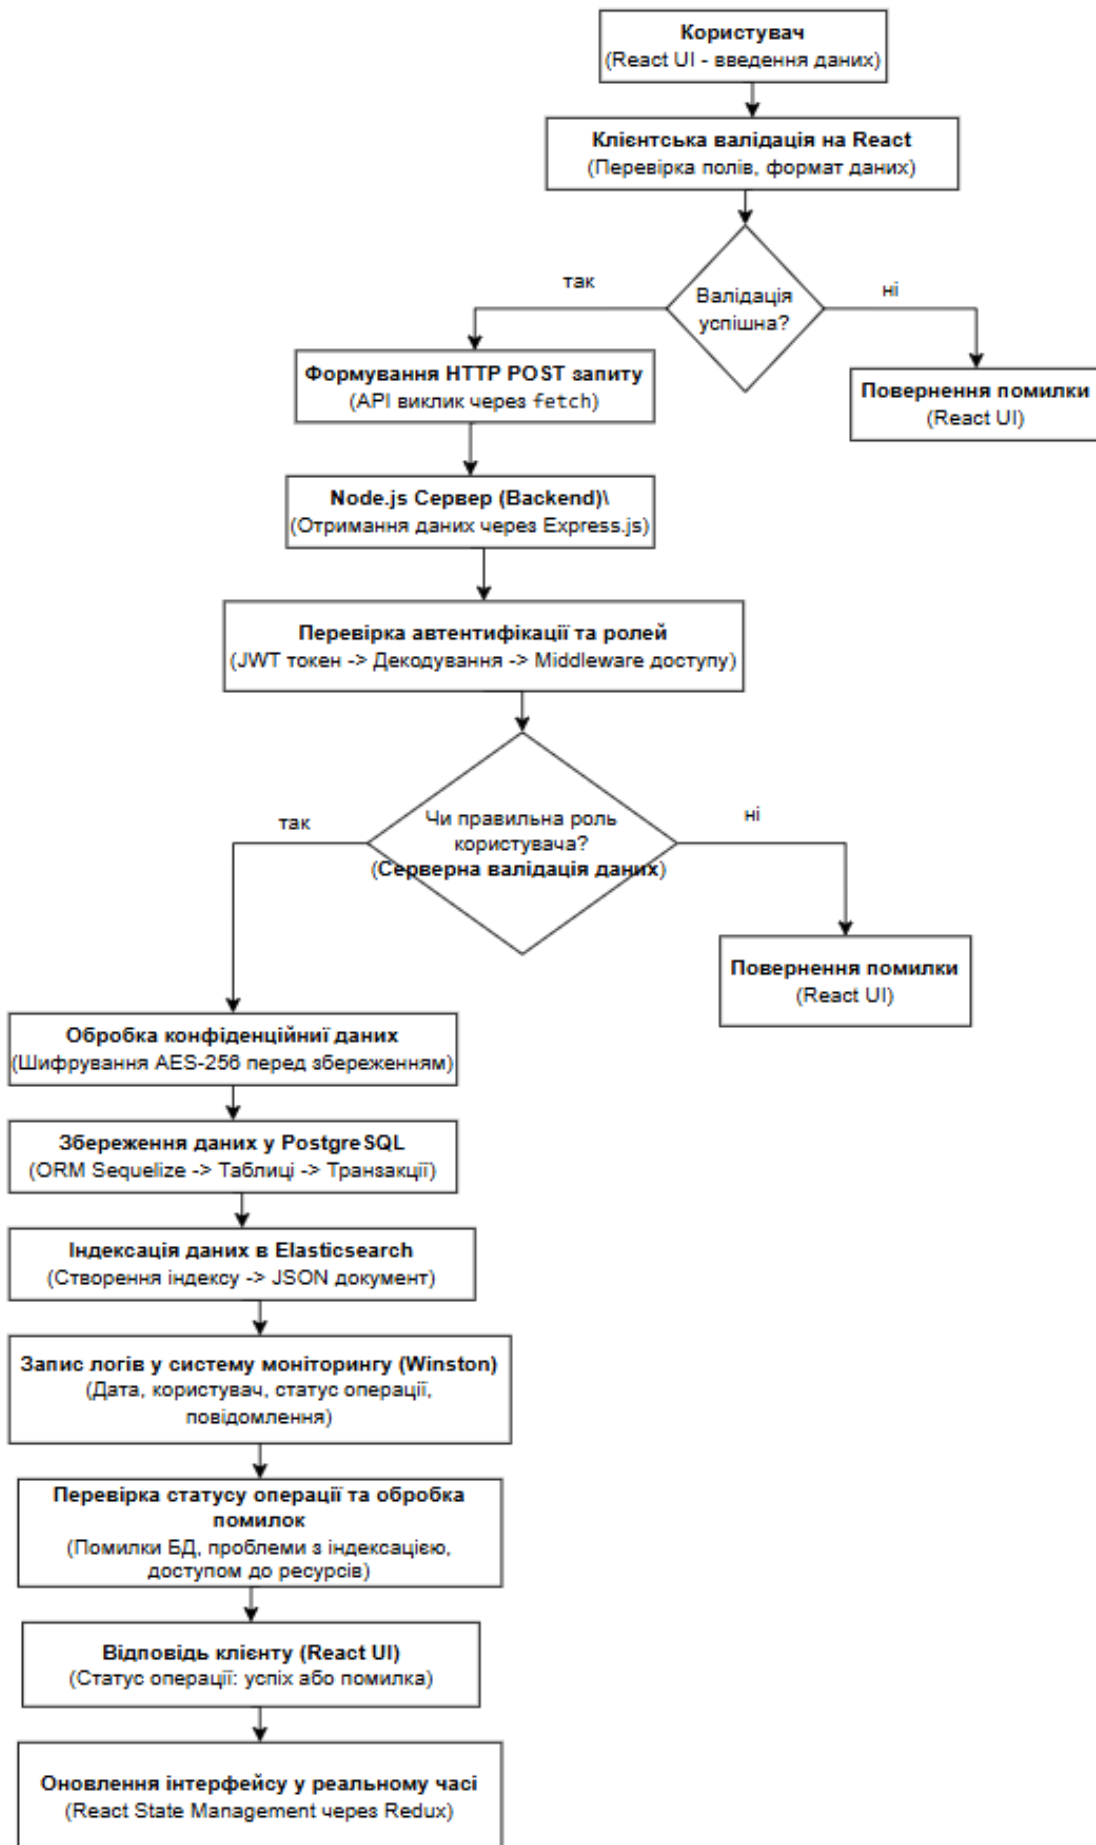 Користувач
(React UI - введення даних)
Клієнтська валідація на React
(Перевірка полів, формат даних)
Валідація
успішна?
так
ні
Формування HTTP POST запиту
(API виклик через fetch)
Повернення помилки
(React UI)
Node.js Сервер (Backend)\
(Отримання даних через Express.js)
Перевірка автентифікації та ролей
(JWT токен -> Декодування -> Middleware доступу)
Чи правильна роль
користувача?
(Серверна валідація даних)
так
ні
Повернення помилки
(React UI)
Обробка конфіденційниї даних
(Шифрування AES-256 перед збереженням)
Збереження даних у PostgreSQL
(ORM Sequelize -> Таблиці -> Транзакції)
Індексація даних в Elasticsearch
(Створення індексу -> JSON документ)
Запис логів у систему моніторингу (Winston)
(Дата, користувач, статус операції,
повідомлення)
Перевірка статусу операції та обробка
помилок
(Помилки БД, проблеми з індексацією,
доступом до ресурсів)
Відповідь клієнту (React UI)
(Статус операції: успіх або помилка)
Оновлення інтерфейсу у реальному часі
(React State Management через Redux)